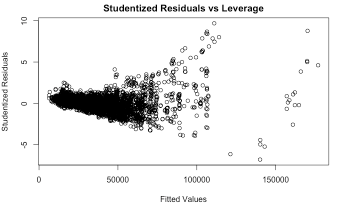 Studentized Residuals vs Leverage
Studentized Residuals
10
5
0
-5
0
50000
100000
150000
Fitted Values